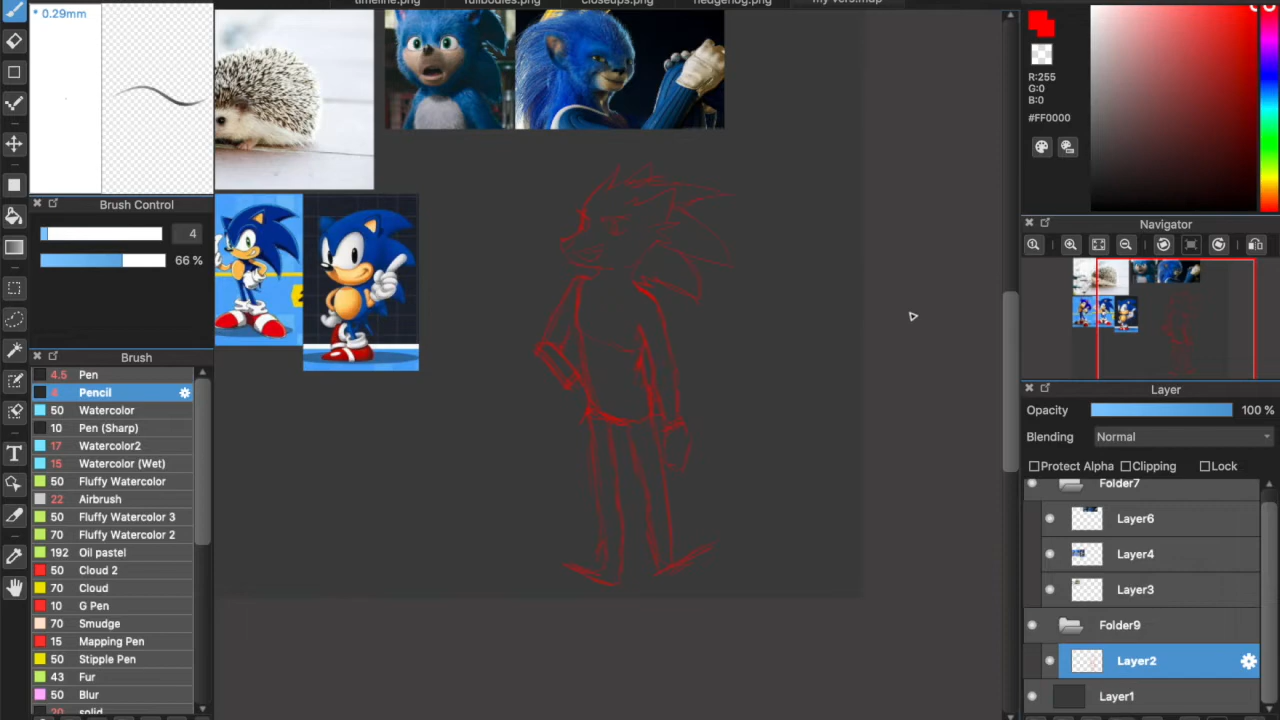 timeline.png
fullbodies.png
closeups.png
hedgehog.png
my vers.mdp
* 0.29mm
R:255
G:0
B:0
#FF0000
Brush Control
4
66 %
Navigator
Brush
4.5 Pen
4 Pencil
50 Watercolor
10 Pen (Sharp)
17 Watercolor2
15 Watercolor (Wet)
50 Fluffy Watercolor
22 Airbrush
50 Fluffy Watercolor 3
70 Fluffy Watercolor 2
192 Oil pastel
50 Cloud 2
70 Cloud
10 G Pen
70 Smudge
15 Mapping Pen
50 Stipple Pen
43 Fur
50 Blur
20 solid
Layer
Opacity 100 %
Blending Normal
Protect Alpha Clipping Lock
Folder7
Layer6
Layer4
Layer3
Folder9
Layer2
Layer1